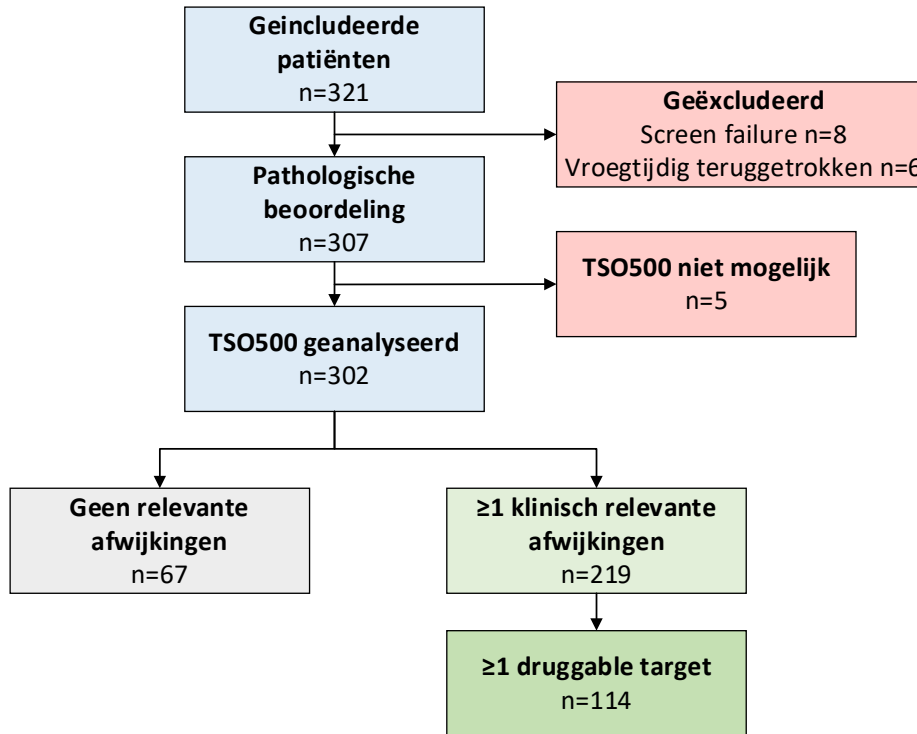 Geincludeerde
patiënten
n=321
Geëxcludeerd
Screen failure n=8
Vroegtijdig teruggetrokken n=6
Pathologische
beoordeling
n=307
TSO500 niet mogelijk
n=5
TSO500 geanalyseerd
n=302
Geen relevante
afwijkingen
n=67
≥1 klinisch relevante
afwijkingen
n=219
≥1 druggable target
n=114